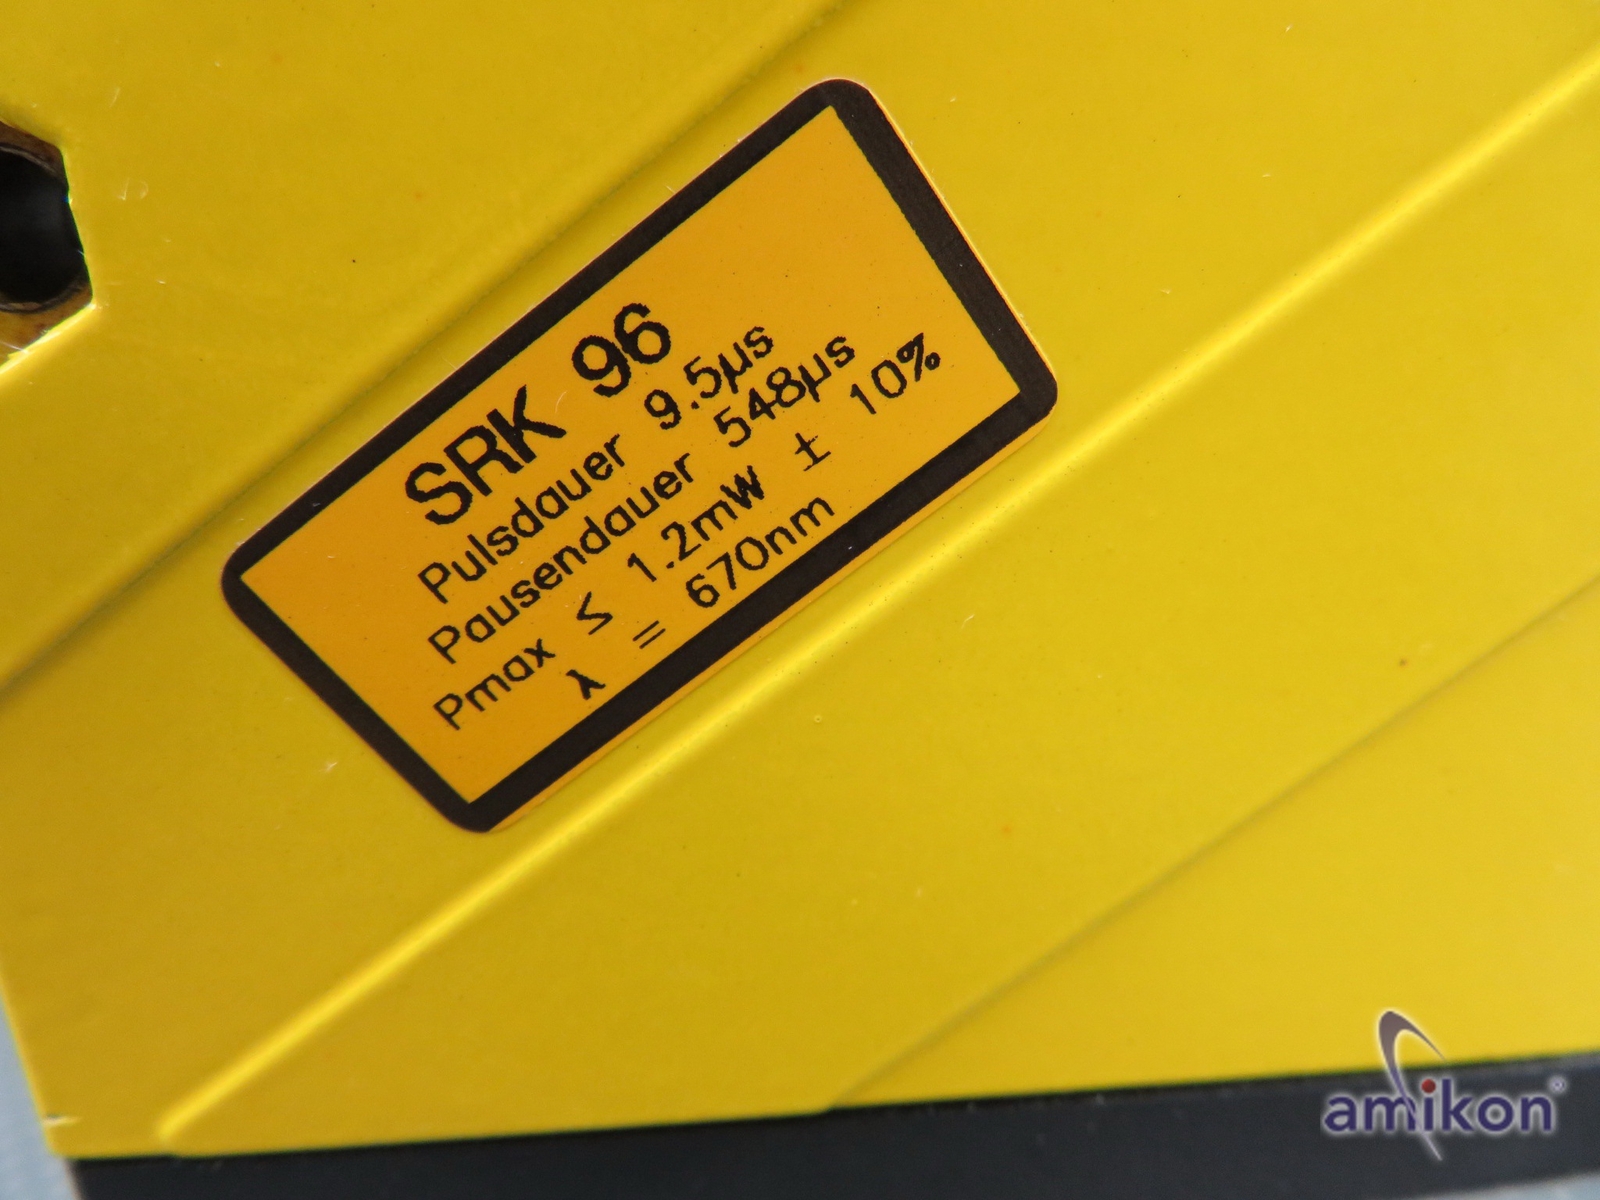 SRK 96
Pulsdauer 9.5µs
Pausendauer 548µs
Pmax ≤ 1.2mW ± 10%
λ = 670nm
amikon